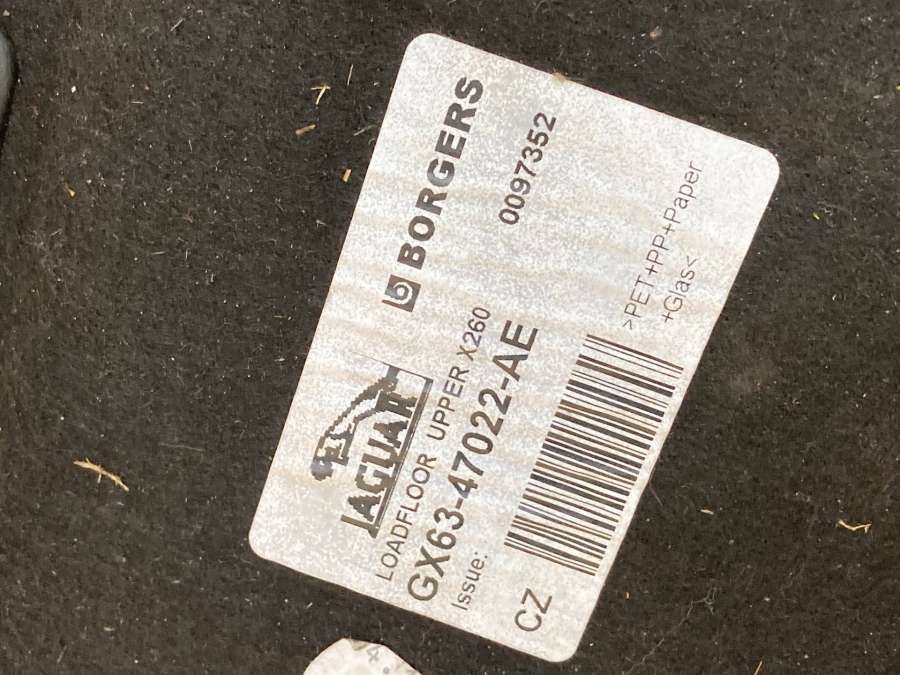 JAGUAR
BORGERS
LOADFLOOR UPPER X260
GX63-47022-AE
0097352
Issue:
CZ
>PET+PP+Paper
+Glas<